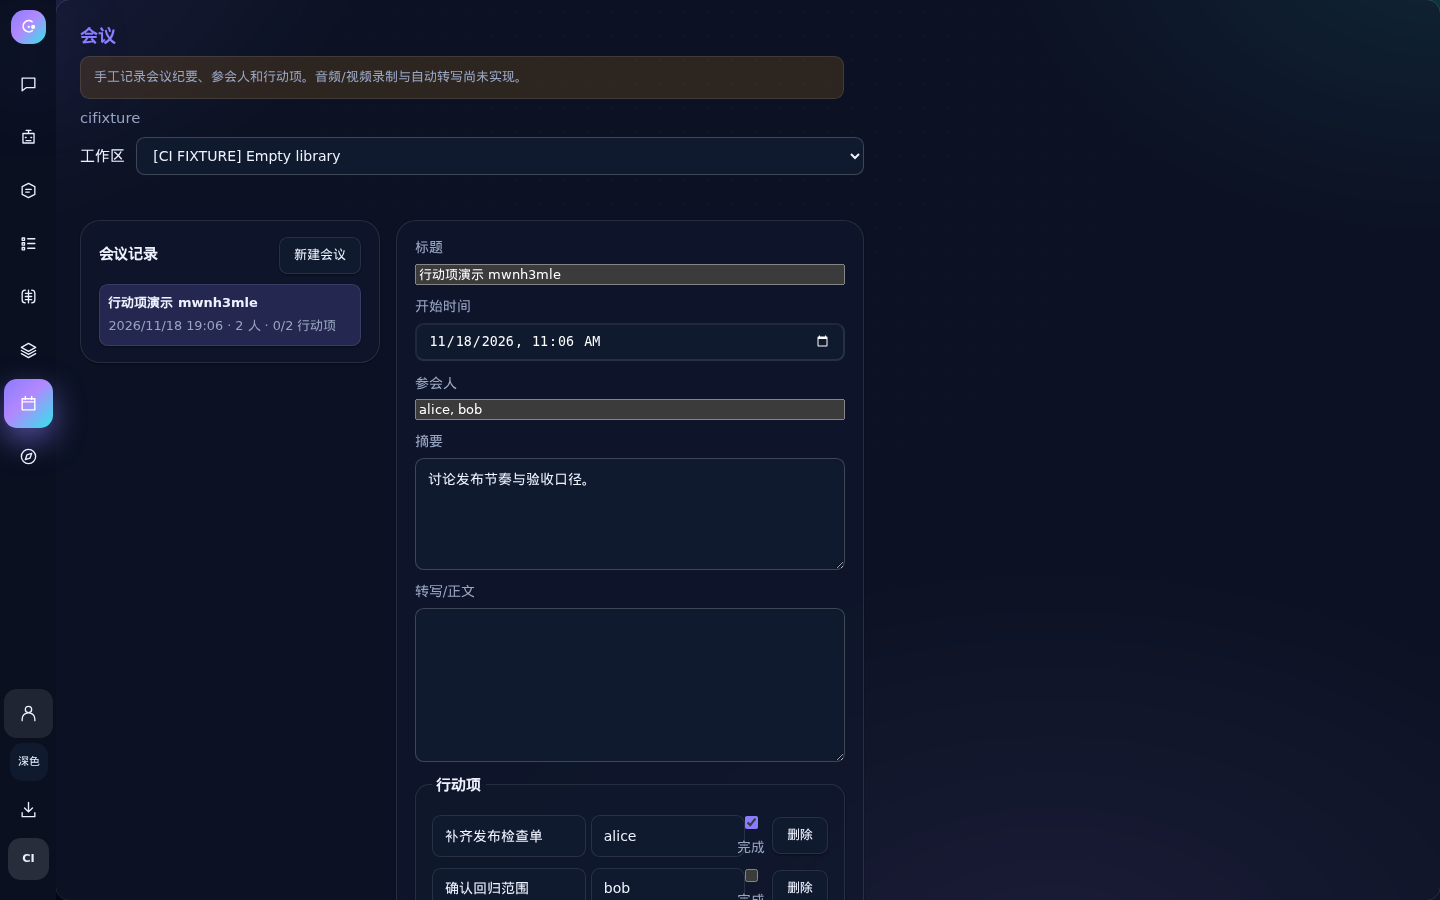 会议
手工记录会议纪要、参会人和行动项。音频/视频录制与自动转写尚未实现。
cifixture
工作区
[CI FIXTURE] Empty library
会议记录
新建会议
行动项演示 mwnh3mle
2026/11/18 19:06 · 2 人 · 0/2 行动项
标题
行动项演示 mwnh3mle
开始时间
11/18/2026, 11:06 AM
参会人
alice, bob
摘要
讨论发布节奏与验收口径。
转写/正文
行动项
补齐发布检查单
alice
完成
删除
确认回归范围
bob
完成
删除
深色
CI